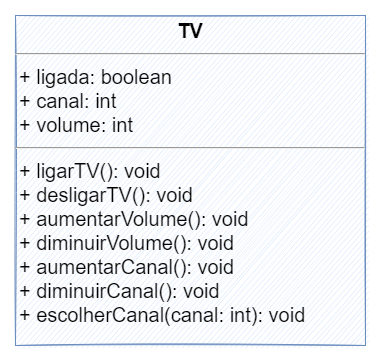 TV
+ ligada: boolean
+ canal: int
+ volume: int
+ ligarTV(): void
+ desligarTV(): void
+ aumentarVolume(): void
+ diminuirVolume(): void
+ aumentarCanal(): void
+ diminuirCanal(): void
+ escolherCanal(canal: int): void